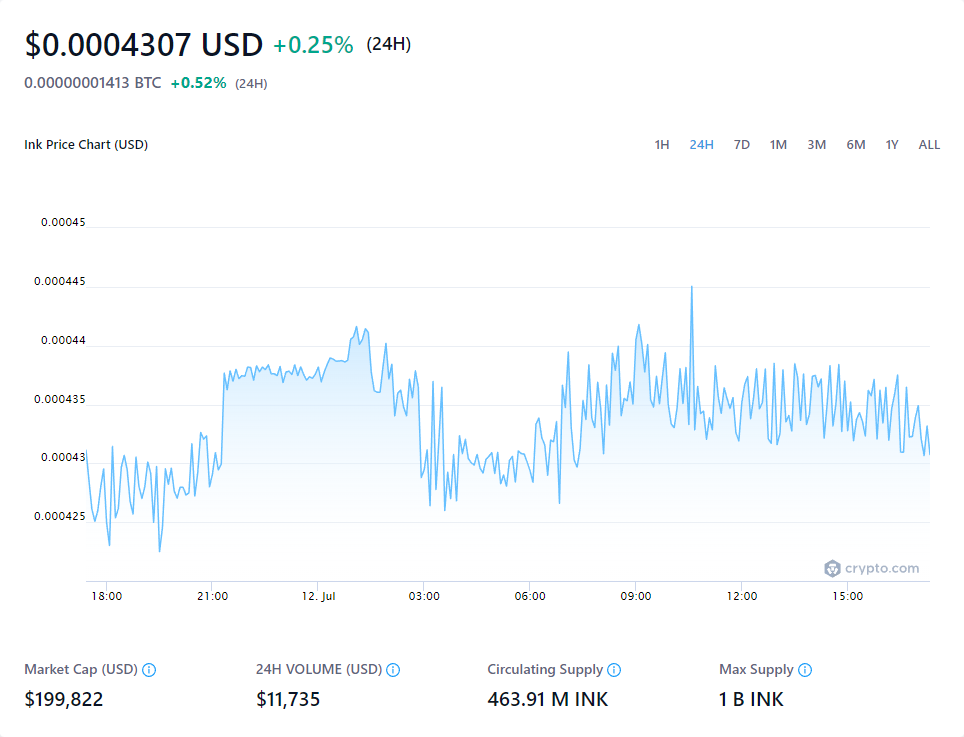 $0.0004307 USD +0.25% (24H)
0.00000001413 BTC +0.52% (24H)
Ink Price Chart (USD) 1H 24H 7D 1M 3M 6M 1Y ALL
0.00045
0.000445
0.00044
0.000435
0.00043
0.000425
crypto.com
18:00 21:00 12. Jul 03:00 06:00 09:00 12:00 15:00
Market Cap (USD) 24H VOLUME (USD) Circulating Supply Max Supply
$199,822 $11,735 463.91 M INK 1 B INK